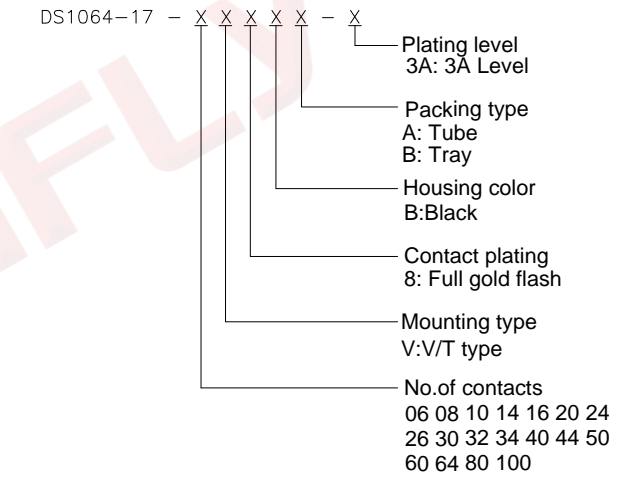 DS1064-17 - X X X X X - X
Plating level
3A: 3A Level
Packing type
A: Tube
B: Tray
Housing color
B:Black
Contact plating
8: Full gold flash
Mounting type
V:V/T type
No.of contacts
06 08 10 14 16 20 24
26 30 32 34 40 44 50
60 64 80 100